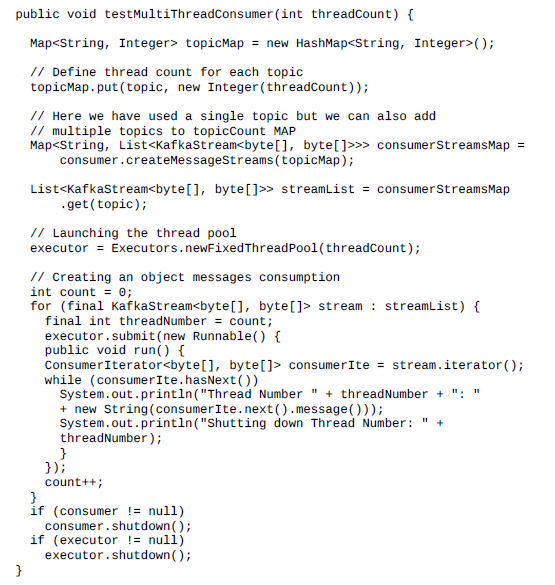 public void testMultiThreadConsumer(int threadCount) {
Map<String, Integer> topicMap = new HashMap<String, Integer>();
// Define thread count for each topic
topicMap.put(topic, new Integer(threadCount));
// Here we have used a single topic but we can also add
// multiple topics to topicCount MAP
Map<String, List<KafkaStream<byte[], byte[]>>> consumerStreamsMap =
consumer.createMessageStreams(topicMap);
List<KafkaStream<byte[], byte[]>> streamList = consumerStreamsMap
.get(topic);
// Launching the thread pool
executor = Executors.newFixedThreadPool(threadCount);
// Creating an object messages consumption
int count = 0;
for (final KafkaStream<byte[], byte[]> stream : streamList) {
final int threadNumber = count;
executor.submit(new Runnable() {
public void run() {
ConsumerIterator<byte[], byte[]> consumerIte = stream.iterator();
while (consumerIte.hasNext())
System.out.println("Thread Number " + threadNumber + ": "
+ new String(consumerIte.next().message()));
System.out.println("Shutting down Thread Number: " +
threadNumber);
}
});
count++;
}
if (consumer != null)
consumer.shutdown();
if (executor != null)
executor.shutdown();
}